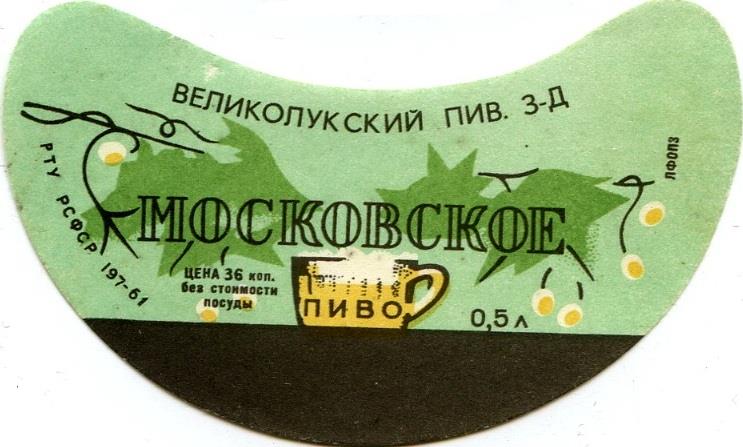 ВЕЛИКОЛУКСКИЙ ПИВ. З-Д
РТУ РСФСР 197-61
ЛФОПЗ
МОСКОВСКОЕ
ЦЕНА 36 коп.
без стоимости
посуды
ПИВО
0,5 л